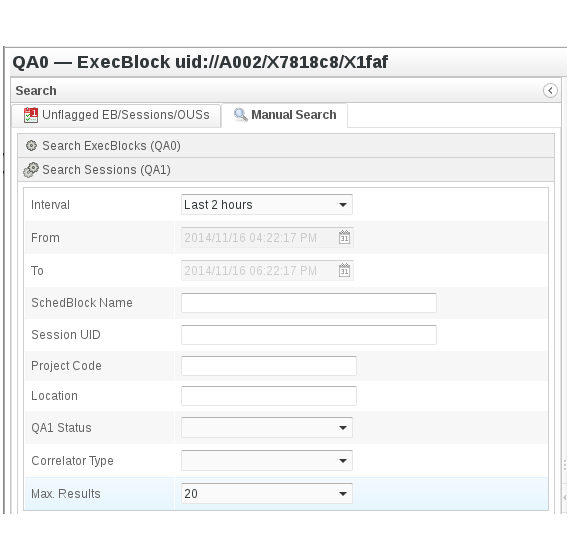 QA0 — ExecBlock uid://A002/X7818c8/X1faf
Search
Unflagged EB/Sessions/OUSs Manual Search
Search ExecBlocks (QA0)
Search Sessions (QA1)
Interval Last 2 hours
From 2014/11/16 04:22:17 PM
To 2014/11/16 06:22:17 PM
SchedBlock Name
Session UID
Project Code
Location
QA1 Status
Correlator Type
Max. Results 20